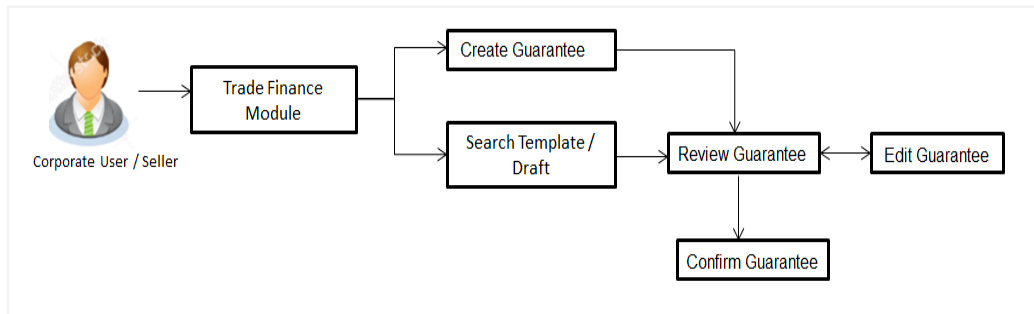 Create Guarantee
Trade Finance
Module
Search Template /
Draft
Review Guarantee
Edit Guarantee
Corporate User / Seller
Confirm Guarantee